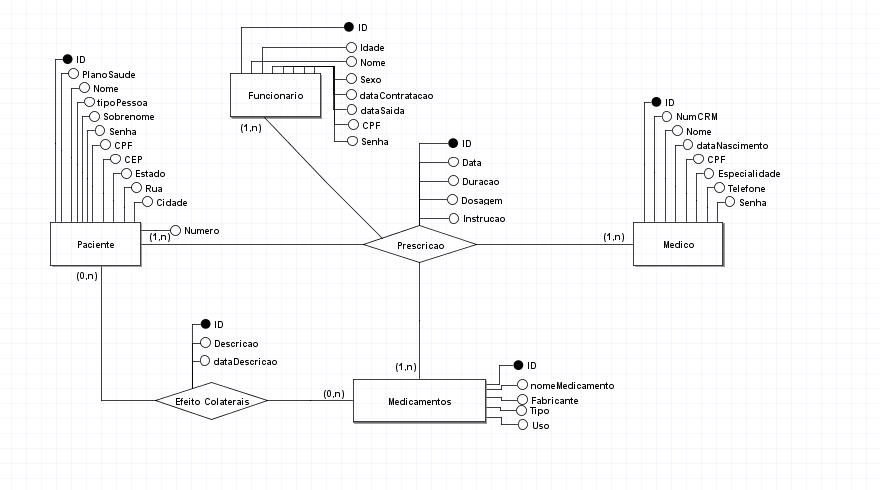 ID
Idade
Nome
Sexo
dataContratacao
dataSaida
CPF
Senha
Funcionario
(1,n)
ID
PlanoSaude
Nome
tipoPessoa
Sobrenome
Senha
CPF
CEP
Estado
Rua
Cidade
Numero
Paciente
(1,n)
(0,n)
ID
Data
Duracao
Dosagem
Instrucao
Prescricao
ID
NumCRM
Nome
dataNascimento
CPF
Especialidade
Telefone
Senha
(1,n)
Medico
ID
Descricao
dataDescricao
Efeito Colaterais
(0,n)
(1,n)
Medicamentos
ID
nomeMedicamento
Fabricante
Tipo
Uso